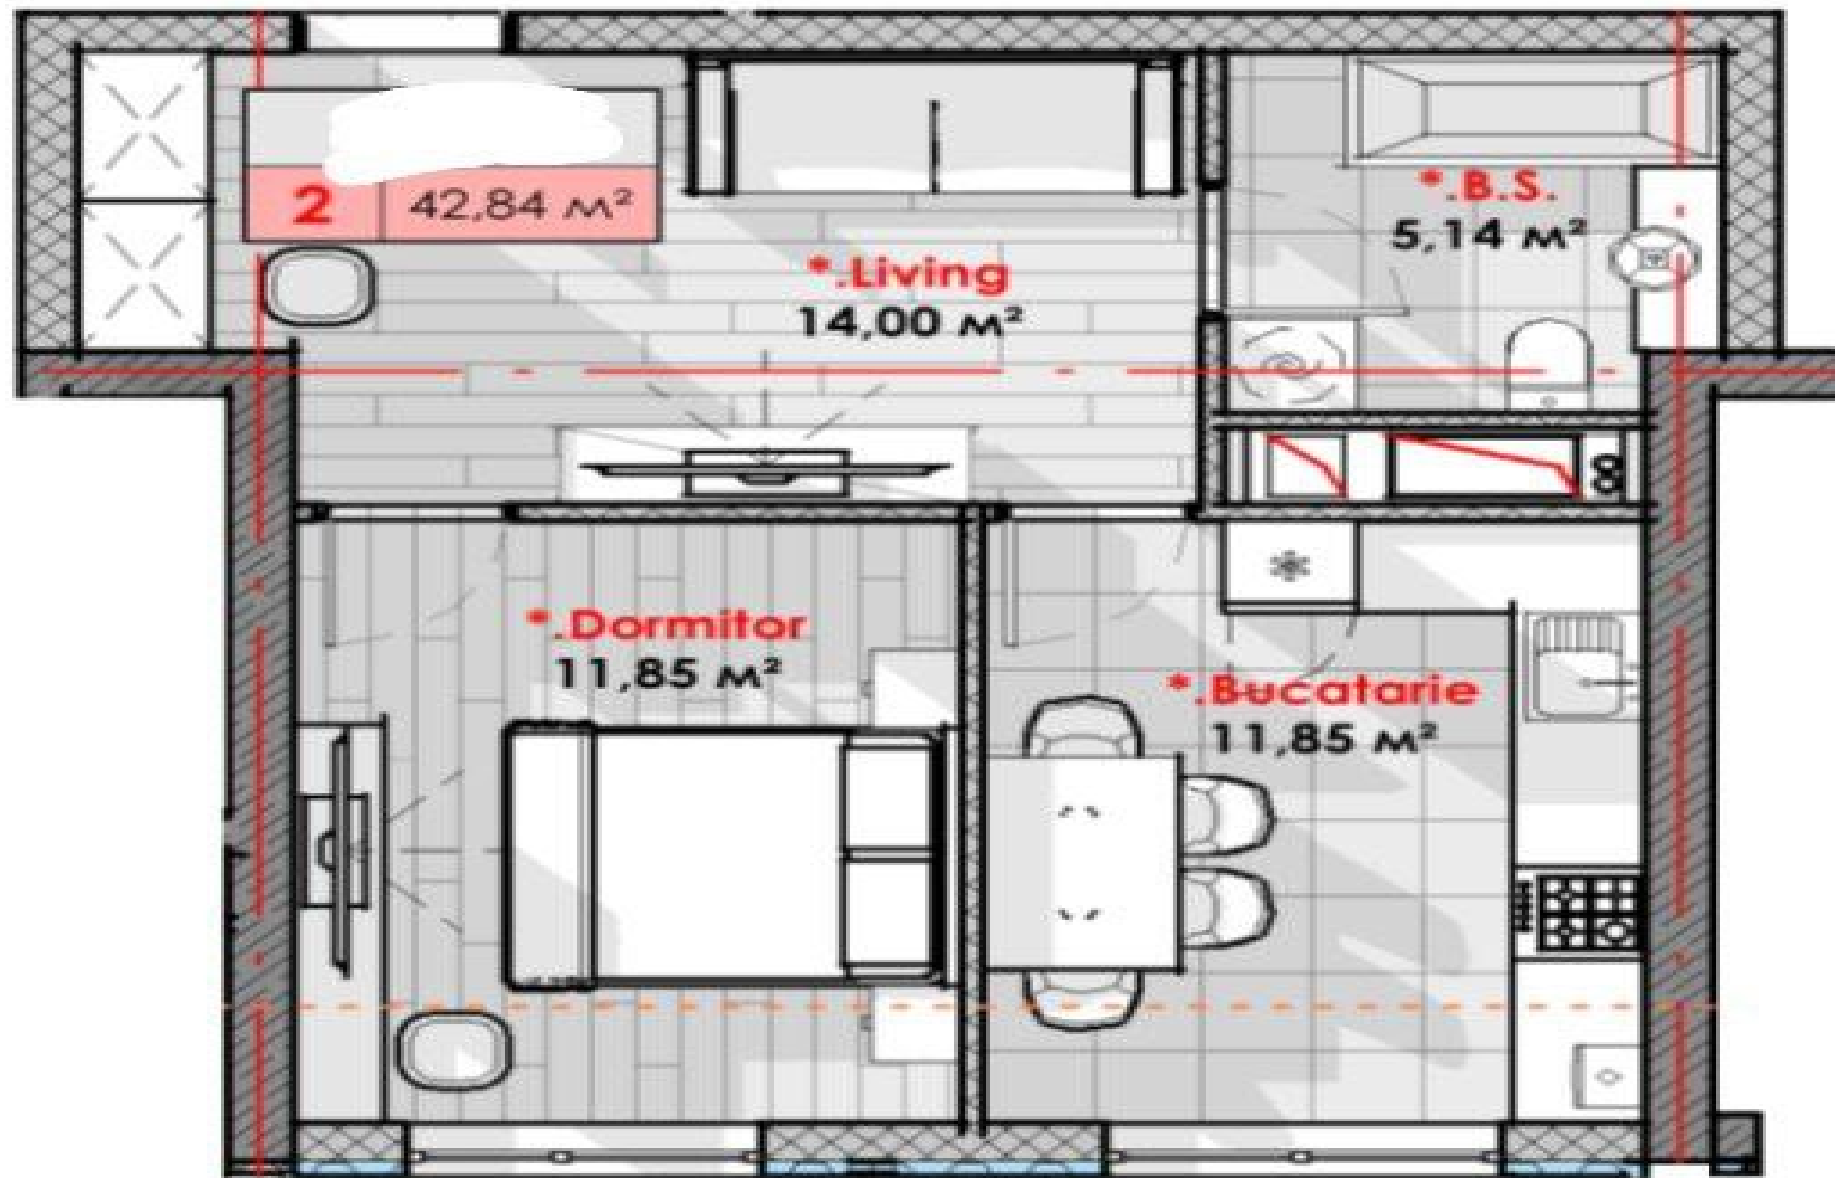 2 42,84 м²
*.Living
14,00 м²
*.B.S.
5,14 м²
*.Dormitor
11,85 м²
*.Bucatarie
11,85 м²